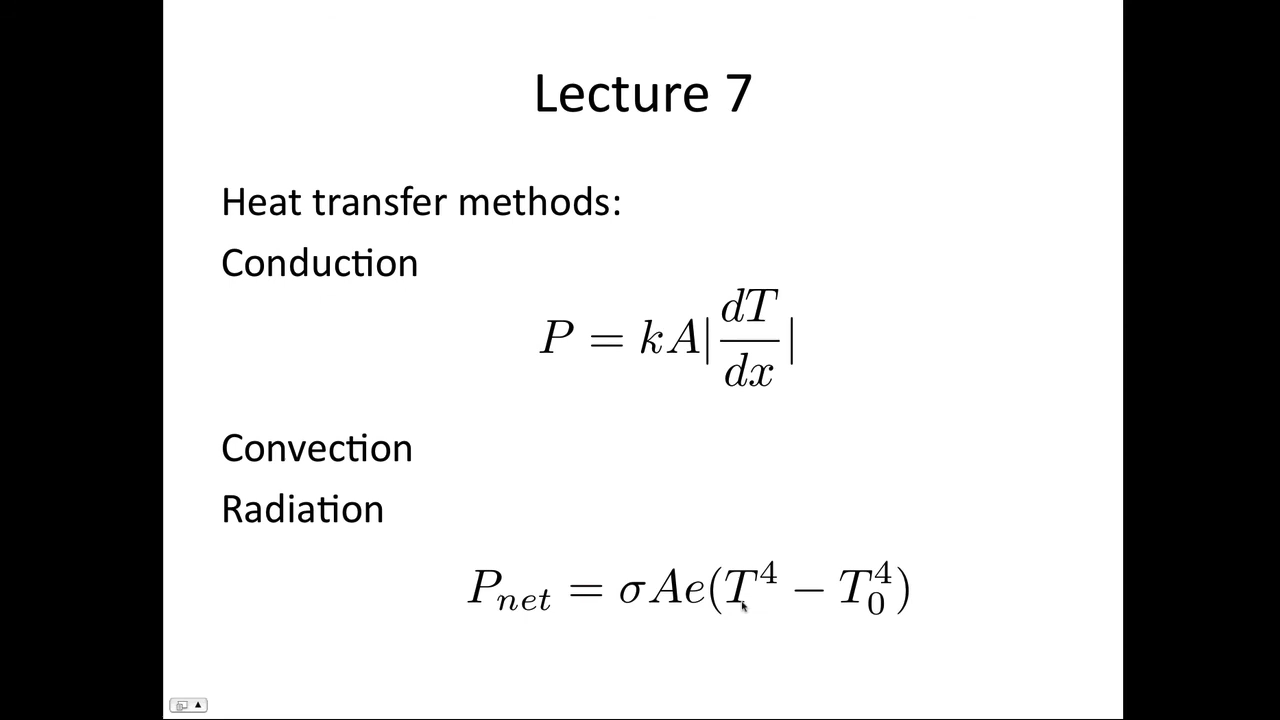 Lecture 7
Heat transfer methods:
Conduction
P = kA|dT/dx|
Convection
Radiation
P_net = σAe(T^4 − T_0^4)